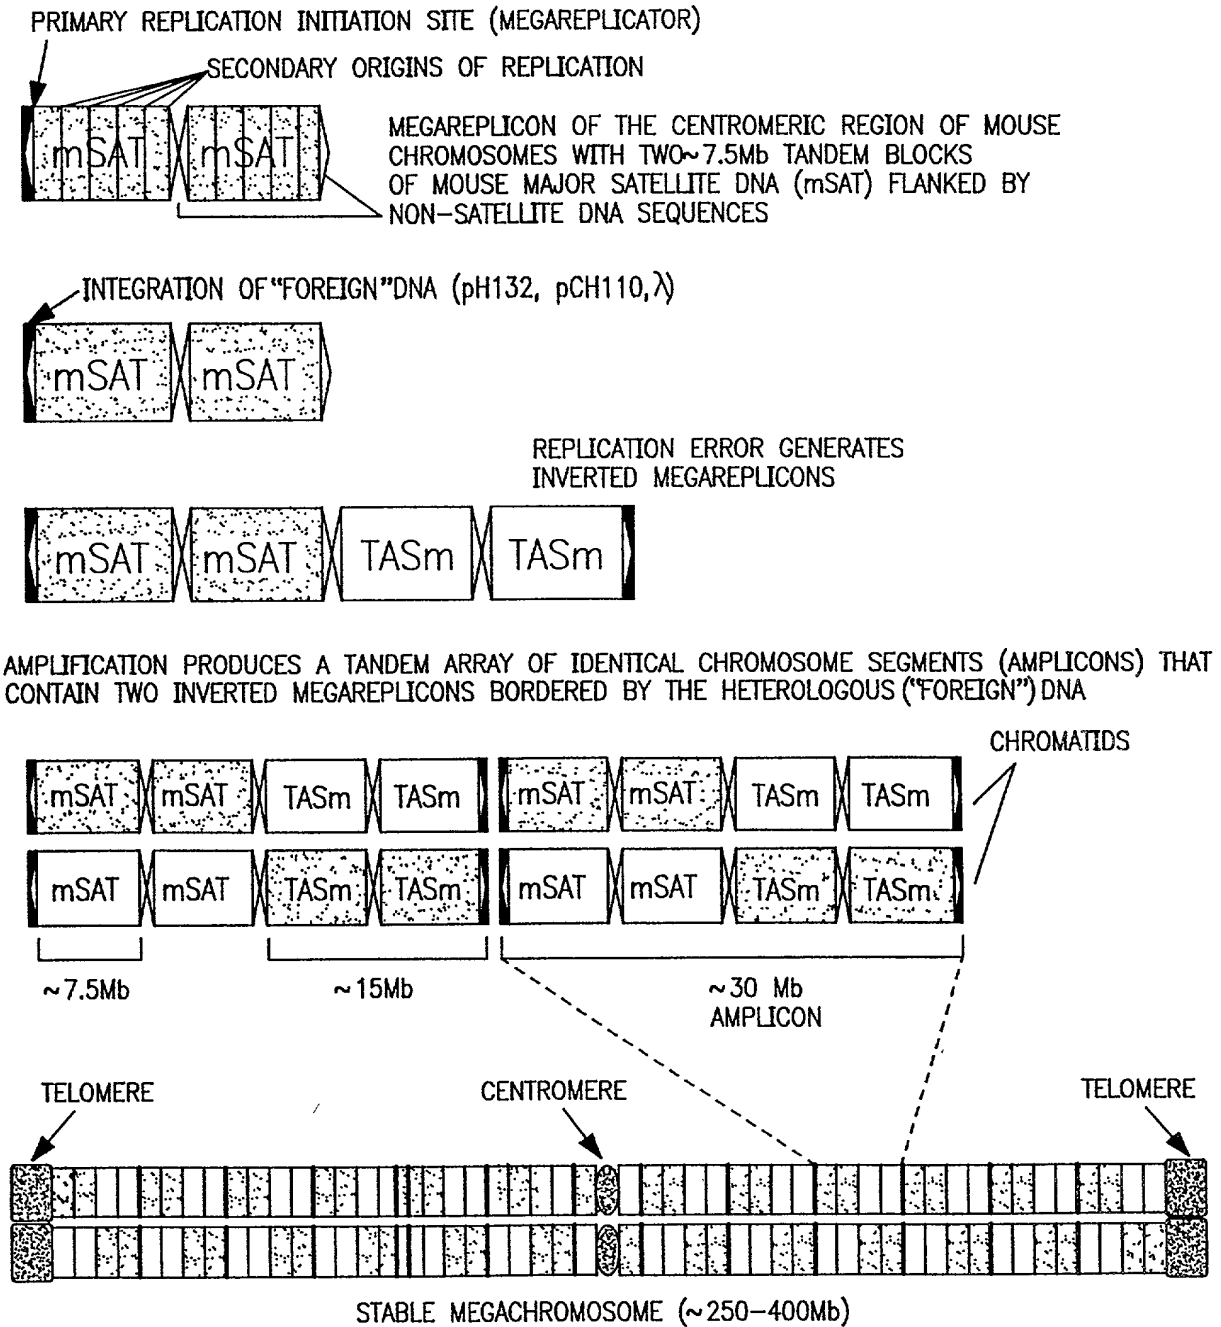 PRIMARY REPLICATION INITIATION SITE (MEGAREPLICATOR)
SECONDARY ORIGINS OF REPLICATION
mSAT mSAT
MEGAREPLICON OF THE CENTROMERIC REGION OF MOUSE
CHROMOSOMES WITH TWO~7.5Mb TANDEM BLOCKS
OF MOUSE MAJOR SATELLITE DNA (mSAT) FLANKED BY
NON-SATELLITE DNA SEQUENCES
INTEGRATION OF "FOREIGN" DNA (pH132, pCH110, λ)
mSAT mSAT
REPLICATION ERROR GENERATES
INVERTED MEGAREPLICONS
mSAT mSAT TASm TASm
AMPLIFICATION PRODUCES A TANDEM ARRAY OF IDENTICAL CHROMOSOME SEGMENTS (AMPLICONS) THAT
CONTAIN TWO INVERTED MEGAREPLICONS BORDERED BY THE HETEROLOGOUS ("FOREIGN") DNA
CHROMATIDS
mSAT mSAT TASm TASm mSAT mSAT TASm TASm
mSAT mSAT TASm TASm mSAT mSAT TASm TASm
~7.5Mb ~15Mb ~30 Mb
AMPLICON
TELOMERE CENTROMERE TELOMERE
STABLE MEGACHROMOSOME (~250-400Mb)